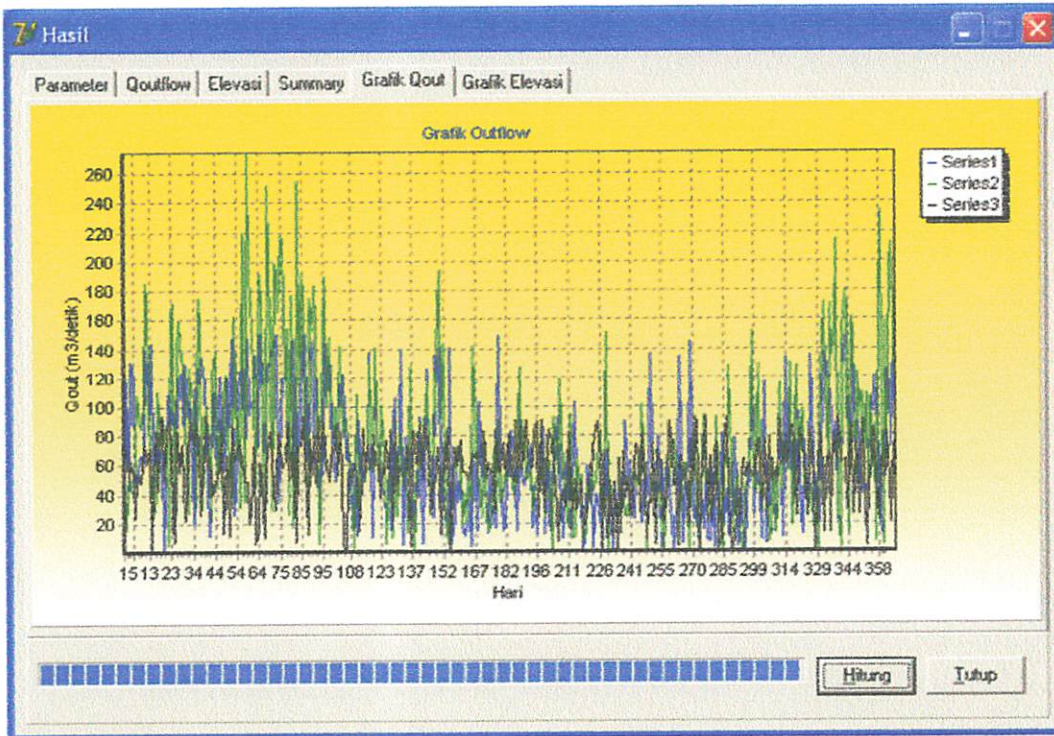 Hasil
Parameter Qoutflow Elevasi Summary Grafik Qout Grafik Elevasi
Grafik Outflow
Series1
Series2
Series3
260
240
220
200
180
160
140
120
100
80
60
40
20
Qout (m3/detik)
15 13 23 34 44 54 64 75 85 95 108 123 137 152 167 182 196 211 226 241 255 270 285 299 314 329 344 358
Hari
Hitung Tutup